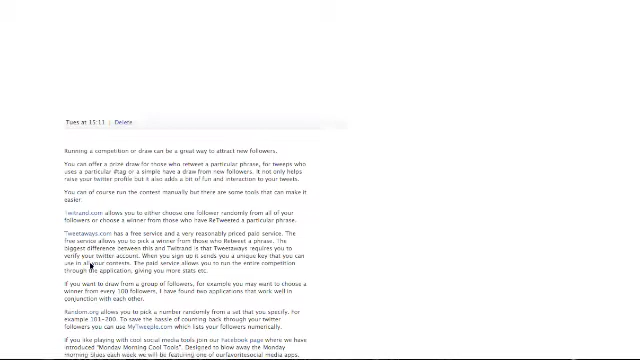 Tues at 15:11 | Delete
Running a competition or draw can be a great way to attract new followers.
You can offer a prize draw for those who retweet a particular phrase, for tweeps who
uses a particular #tag or a simple have a draw from new followers. It not only helps
raise your twitter profile but it also adds a bit of fun and interaction to your tweets.
You can of course run the contest manually but there are some tools that can make it
easier
Twitrand.com allows you to either choose one follower randomly from all of your
followers or choose a winner from those who have ReTweeted a particular phrase.
Tweetaways.com has a free service and a very reasonably priced paid service. The
free service allows you to pick a winner from those who Retweet a phrase. The
biggest difference between this and Twitrand is that Tweetaways requires you to
verify your twitter account. When you sign up it sends you a unique key that you can
use in all your contests. The paid service allows you to run the entire competition
through the application, giving you more stats etc.
If you want to draw from a group of followers, for example you may want to choose a
winner from every 100 followers, I have found two applications that work well in
conjunction with each other.
Random.org allows you to pick a number randomly from a set that you specify. For
example 101-200. To save the hassle of counting back through your twitter
followers you can use MyTweeple.com which lists your followers numerically.
If you like playing with cool social media tools join our Facebook page where we have
introduced "Monday Morning Cool Tools". Designed to blow away the Monday
morning blues each week we will be featuring one of ourfavoritesocial media apps.